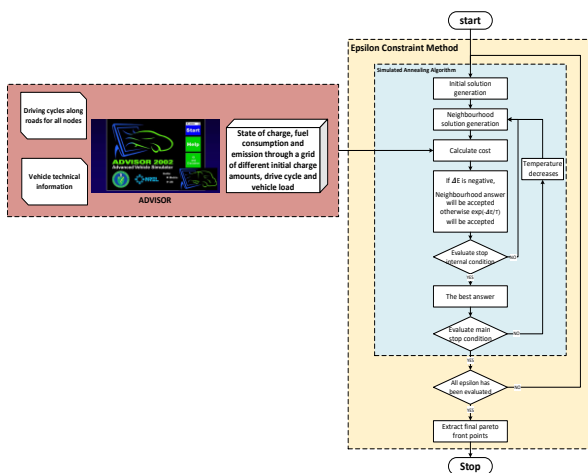 start
Epsilon Constraint Method
Simulated Annealing Algorithm
Initial solution
generation
Neighbourhood
solution generation
Calculate cost
Temperature
decreases
If ΔE is negative,
Neighbourhood answer
will be accepted
otherwise exp(-ΔE/T)
will be accepted
Evaluate stop
internal condition
NO
YES
The best answer
Evaluate main
stop condition
NO
YES
All epsilon has
been evaluated
NO
YES
Extract final pareto
front points
Stop
Driving cycles along
roads for all nodes
Vehicle technical
information
Start
Help
ADVISOR 2002
Advanced Vehicle Simulator
NREL
ADVISOR
State of charge, fuel
consumption and
emission through a grid
of different initial charge
amounts, drive cycle and
vehicle load